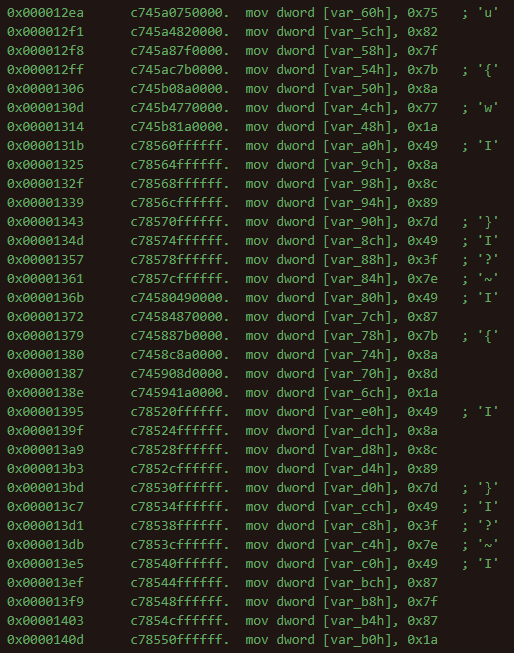 0x000012ea c745a0750000. mov dword [var_60h], 0x75 ; 'u'
0x000012f1 c745a4820000. mov dword [var_5ch], 0x82
0x000012f8 c745a87f0000. mov dword [var_58h], 0x7f
0x000012ff c745ac7b0000. mov dword [var_54h], 0x7b ; '{'
0x00001306 c745b08a0000. mov dword [var_50h], 0x8a
0x0000130d c745b4770000. mov dword [var_4ch], 0x77 ; 'w'
0x00001314 c745b81a0000. mov dword [var_48h], 0x1a
0x0000131b c78560ffffff. mov dword [var_a0h], 0x49 ; 'I'
0x00001325 c78564ffffff. mov dword [var_9ch], 0x8a
0x0000132f c78568ffffff. mov dword [var_98h], 0x8c
0x00001339 c7856cffffff. mov dword [var_94h], 0x89
0x00001343 c78570ffffff. mov dword [var_90h], 0x7d ; '}'
0x0000134d c78574ffffff. mov dword [var_8ch], 0x49 ; 'I'
0x00001357 c78578ffffff. mov dword [var_88h], 0x3f ; '?'
0x00001361 c7857cffffff. mov dword [var_84h], 0x7e ; '~'
0x0000136b c74580490000. mov dword [var_80h], 0x49 ; 'I'
0x00001372 c74584870000. mov dword [var_7ch], 0x87
0x00001379 c745887b0000. mov dword [var_78h], 0x7b ; '{'
0x00001380 c7458c8a0000. mov dword [var_74h], 0x8a
0x00001387 c745908d0000. mov dword [var_70h], 0x8d
0x0000138e c745941a0000. mov dword [var_6ch], 0x1a
0x00001395 c78520ffffff. mov dword [var_e0h], 0x49 ; 'I'
0x0000139f c78524ffffff. mov dword [var_dch], 0x8a
0x000013a9 c78528ffffff. mov dword [var_d8h], 0x8c
0x000013b3 c7852cffffff. mov dword [var_d4h], 0x89
0x000013bd c78530ffffff. mov dword [var_d0h], 0x7d ; '}'
0x000013c7 c78534ffffff. mov dword [var_cch], 0x49 ; 'I'
0x000013d1 c78538ffffff. mov dword [var_c8h], 0x3f ; '?'
0x000013db c7853cffffff. mov dword [var_c4h], 0x7e ; '~'
0x000013e5 c78540ffffff. mov dword [var_c0h], 0x49 ; 'I'
0x000013ef c78544ffffff. mov dword [var_bch], 0x87
0x000013f9 c78548ffffff. mov dword [var_b8h], 0x7f
0x00001403 c7854cffffff. mov dword [var_b4h], 0x87
0x0000140d c78550ffffff. mov dword [var_b0h], 0x1a